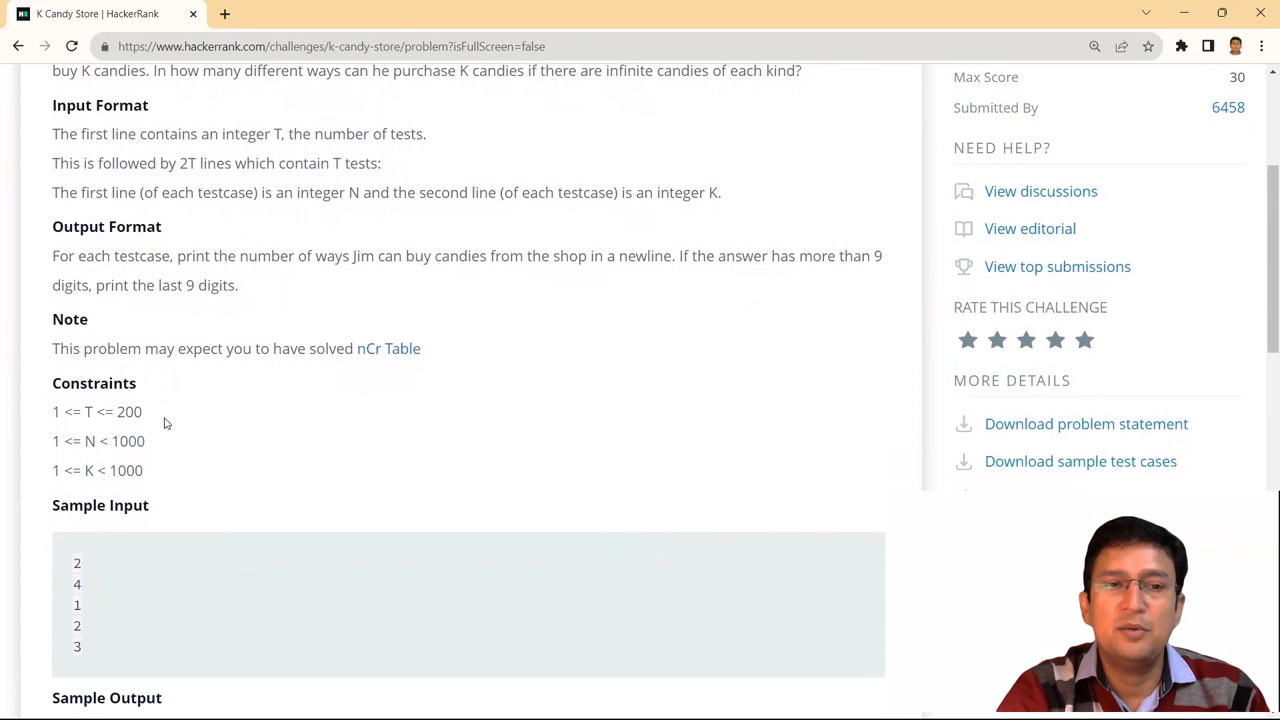 K Candy Store | HackerRank
https://www.hackerrank.com/challenges/k-candy-store/problem?isFullScreen=false
buy K candies. In how many different ways can he purchase K candies if there are infinite candies of each kind?
Input Format
The first line contains an integer T, the number of tests.
This is followed by 2T lines which contain T tests:
The first line (of each testcase) is an integer N and the second line (of each testcase) is an integer K.
Output Format
For each testcase, print the number of ways Jim can buy candies from the shop in a newline. If the answer has more than 9
digits, print the last 9 digits.
Note
This problem may expect you to have solved nCr Table
Constraints
1 <= T <= 200
1 <= N < 1000
1 <= K < 1000
Sample Input
2
4
1
2
3
Sample Output
Max Score 30
Submitted By 6458
NEED HELP?
View discussions
View editorial
View top submissions
RATE THIS CHALLENGE
MORE DETAILS
Download problem statement
Download sample test cases